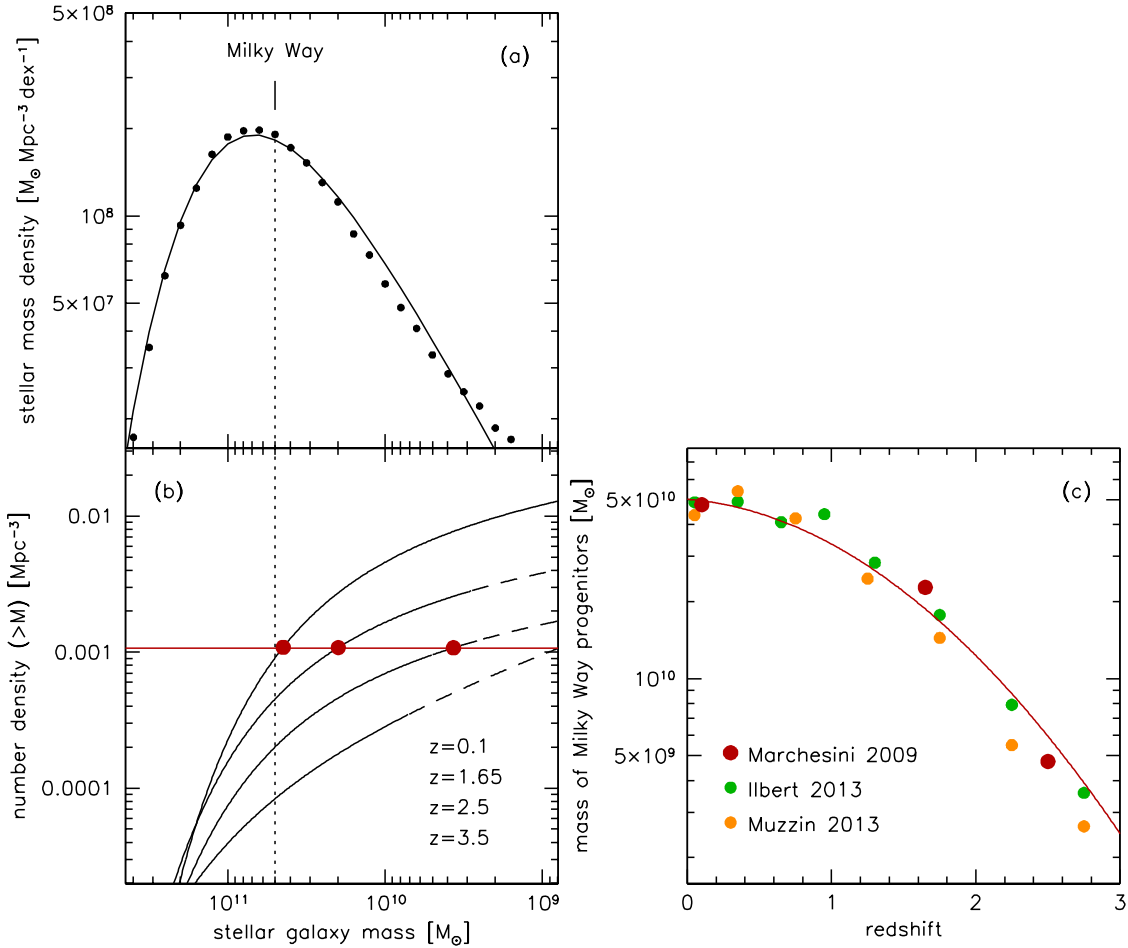 5×10⁸
10⁸
5×10⁷
stellar mass density [M⊙ Mpc⁻³ dex⁻¹]
Milky Way
(a)
(b)
0.01
0.001
0.0001
number density (>M) [Mpc⁻³]
z=0.1
z=1.65
z=2.5
z=3.5
10¹¹
10¹⁰
10⁹
stellar galaxy mass [M⊙]
(c)
5×10¹⁰
10¹⁰
5×10⁹
mass of Milky Way progenitors [M⊙]
Marchesini 2009
Ilbert 2013
Muzzin 2013
0
1
2
3
redshift